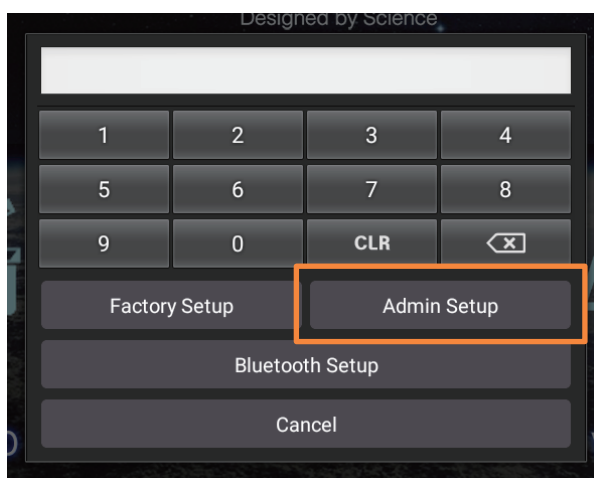 Designed by Science
1 2 3 4
5 6 7 8
9 0 CLR
Factory Setup Admin Setup
Bluetooth Setup
Cancel